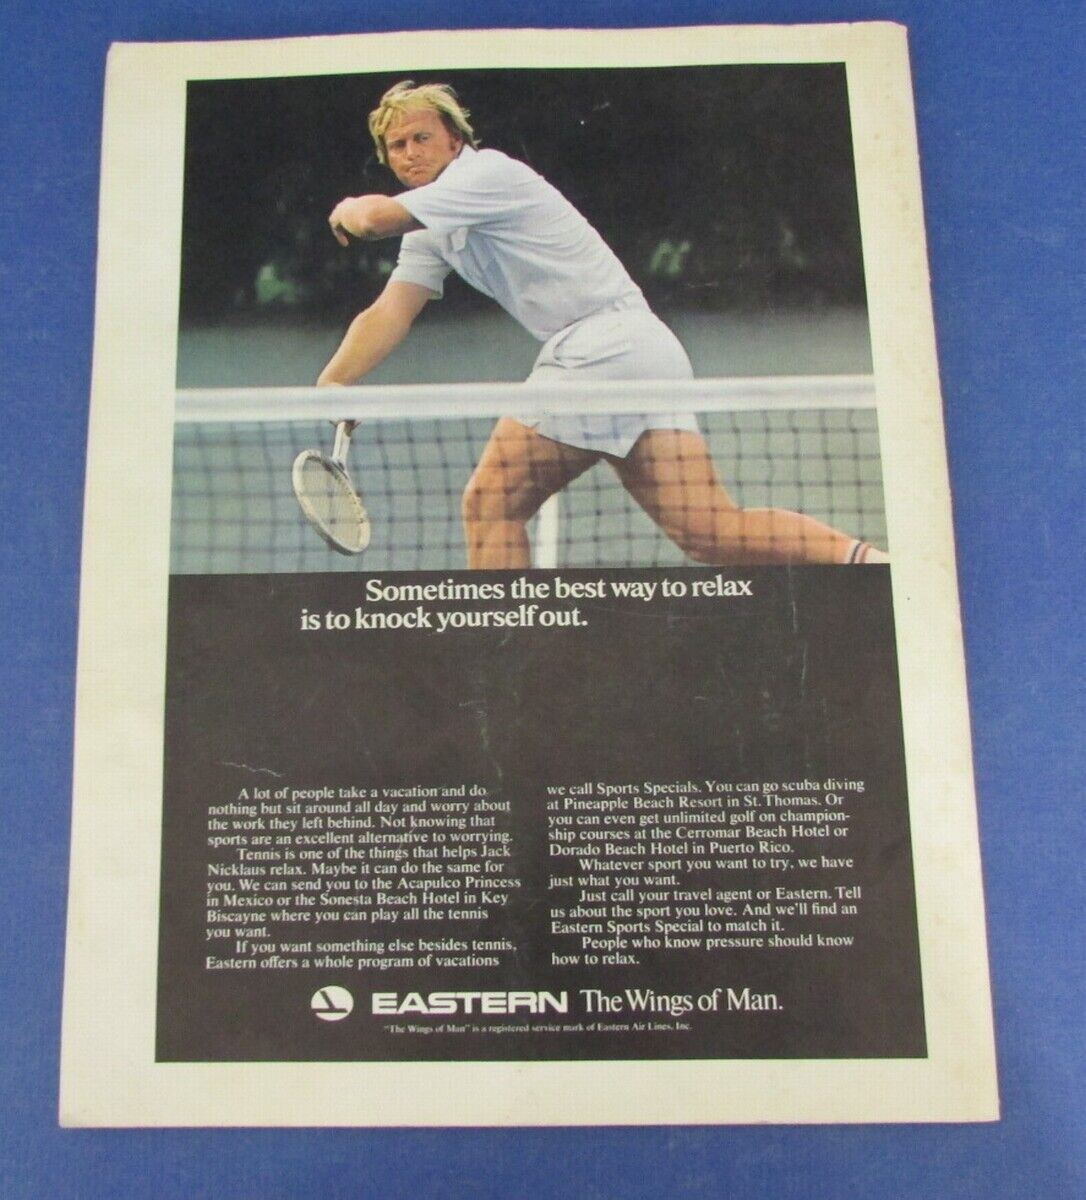 Sometimes the best way to relax
is to knock yourself out.
A lot of people take a vacation and do
nothing but sit around all day and worry about
the work they left behind. Not knowing that
sports are an excellent alternative to worrying.
Tennis is one of the things that helps Jack
Nicklaus relax. Maybe it can do the same for
you. We can send you to the Acapulco Princess
in Mexico or the Sonesta Beach Hotel in Key
Biscayne where you can play all the tennis
you want.
If you want something else besides tennis,
Eastern offers a whole program of vacations
we call Sports Specials. You can go scuba diving
at Pineapple Beach Resort in St. Thomas. Or
you can even get unlimited golf on champion-
ship courses at the Cerromar Beach Hotel or
Dorado Beach Hotel in Puerto Rico.
Whatever sport you want to try, we have
just what you want.
Just call your travel agent or Eastern. Tell
us about the sport you love. And we'll find an
Eastern Sports Special to match it.
People who know pressure should know
how to relax.
EASTERN The Wings of Man.
"The Wings of Man" is a registered service mark of Eastern Air Lines, Inc.